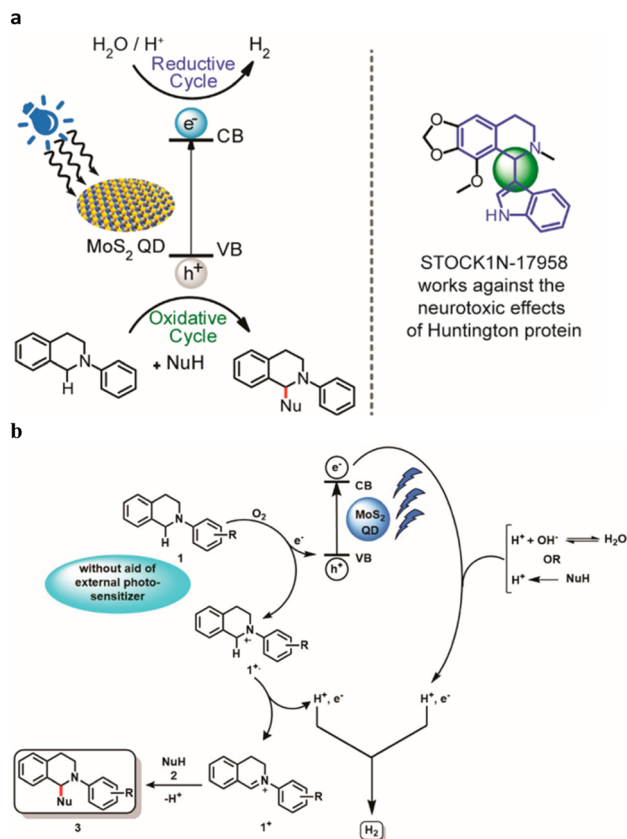 a
H₂O / H⁺
H₂
Reductive
Cycle
e⁻
CB
MoS₂ QD
VB
h⁺
Oxidative
Cycle
N
H
+ NuH
N
Nu
O
O
N
O
HN
STOCK1N-17958
works against the
neurotoxic effects
of Huntington protein
b
e⁻
CB
MoS₂
QD
VB
h⁺
O₂
e⁻
N
R
H
1
without aid of
external photo-
sensitizer
H⁺ + OH⁻ ⇌ H₂O
OR
H⁺ ← NuH
N
+·
R
H
1⁺·
H⁺, e⁻
H⁺, e⁻
N
R
Nu
3
NuH
2
-H⁺
N
+
R
1⁺
H₂